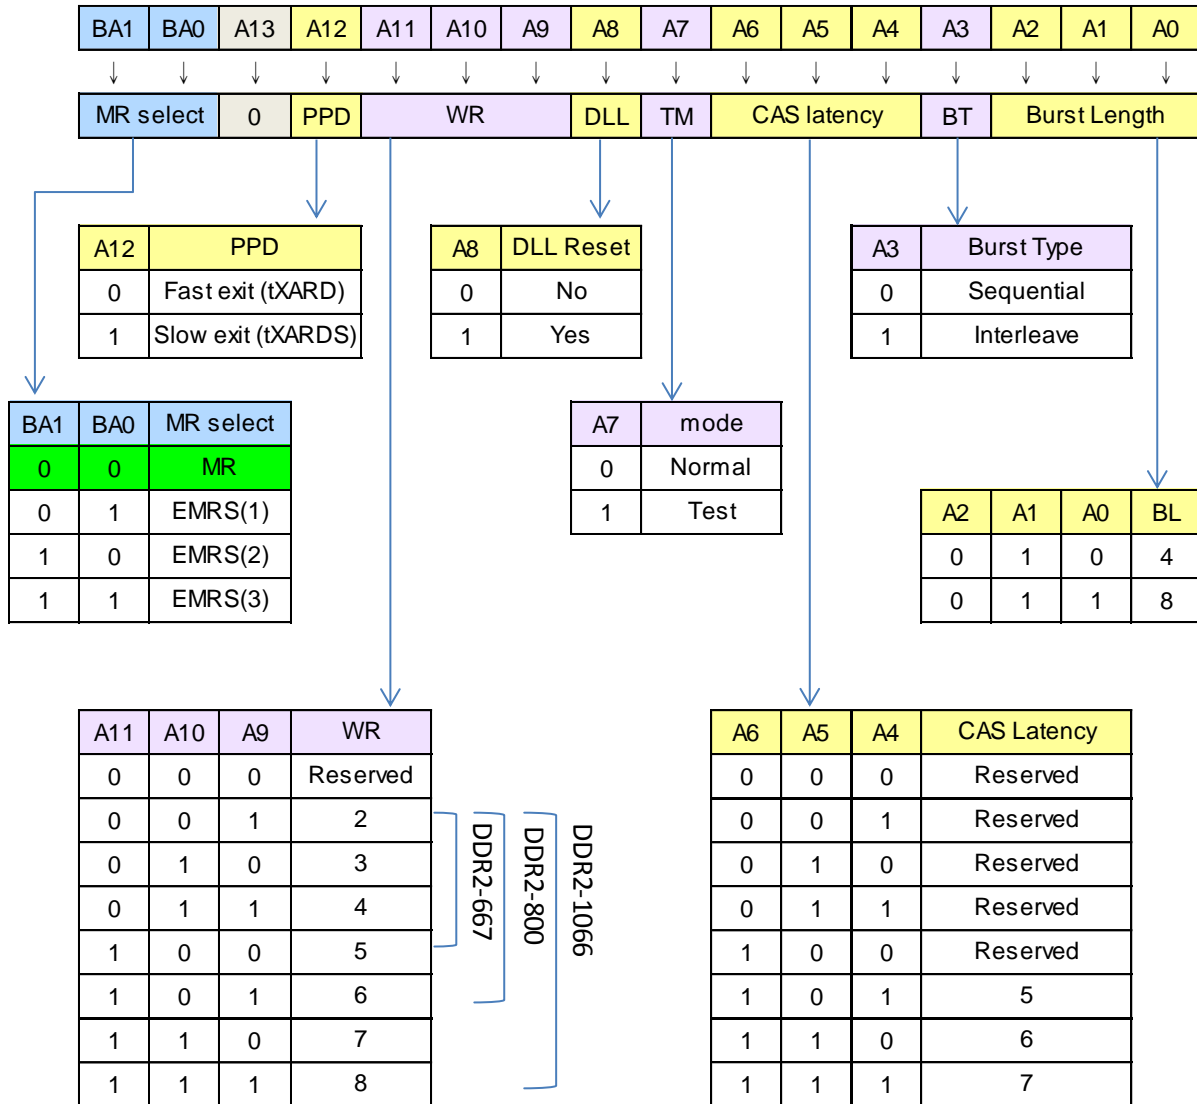 BA1 BA0 A13 A12 A11 A10 A9 A8 A7 A6 A5 A4 A3 A2 A1 A0
MR select 0 PPD WR DLL TM CAS latency BT Burst Length
A12 PPD
0 Fast exit (tXARD)
1 Slow exit (tXARDS)
A8 DLL Reset
0 No
1 Yes
A3 Burst Type
0 Sequential
1 Interleave
BA1 BA0 MR select
0 0 MR
0 1 EMRS(1)
1 0 EMRS(2)
1 1 EMRS(3)
A7 mode
0 Normal
1 Test
A2 A1 A0 BL
0 1 0 4
0 1 1 8
A11 A10 A9 WR
0 0 0 Reserved
0 0 1 2
0 1 0 3
0 1 1 4
1 0 0 5
1 0 1 6
1 1 0 7
1 1 1 8
DDR2-667
DDR2-800
DDR2-1066
A6 A5 A4 CAS Latency
0 0 0 Reserved
0 0 1 Reserved
0 1 0 Reserved
0 1 1 Reserved
1 0 0 Reserved
1 0 1 5
1 1 0 6
1 1 1 7